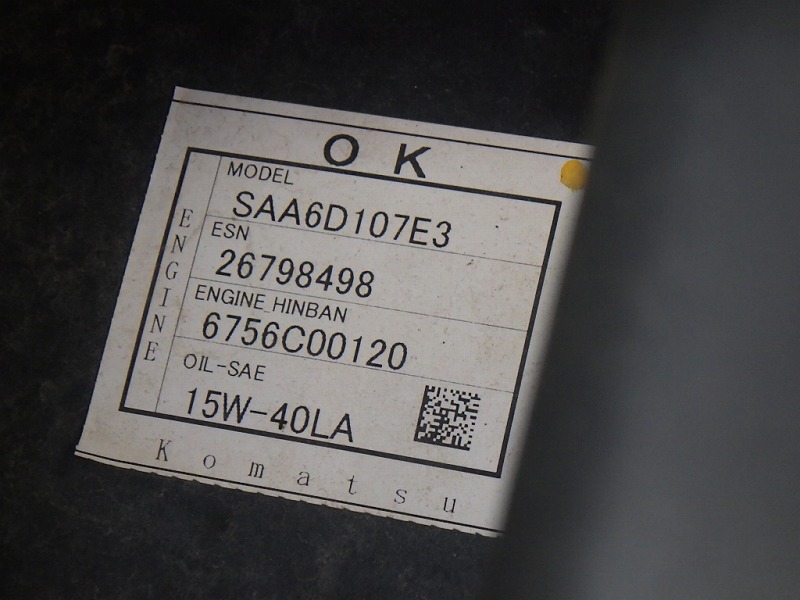 OK
ENGINE
MODEL
SAA6D107E3
ESN
26798498
ENGINE HINBAN
6756C00120
OIL-SAE
15W-40LA
Komatsu